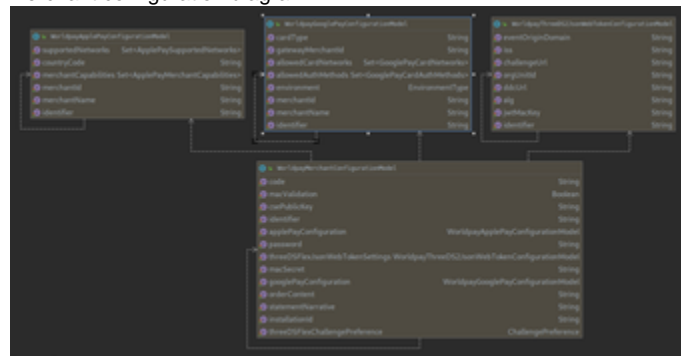 WorldpayApplePayConfigurationModel
supportedNetworks Set<ApplePaySupportedNetworks>
countryCode String
merchantCapabilities Set<ApplePayMerchantCapabilities>
merchantId String
merchantName String
identifier String
WorldpayGooglePayConfigurationModel
cardType String
gatewayMerchantId String
allowedCardNetworks Set<GooglePayCardNetworks>
allowedAuthMethods Set<GooglePayCardAuthMethods>
environment EnvironmentType
merchantId String
merchantName String
identifier String
WorldpayThreeDS2JsonWebTokenConfigurationModel
eventOriginDomain String
iss String
challengeUrl String
orgUnitId String
ddcUrl String
alg String
jwtMacKey String
identifier String
WorldpayMerchantConfigurationModel
code String
macValidation Boolean
csePublicKey String
identifier String
applePayConfiguration WorldpayApplePayConfigurationModel
password String
threeDSFlexJsonWebTokenSettings WorldpayThreeDS2JsonWebTokenConfigurationModel
macSecret String
googlePayConfiguration WorldpayGooglePayConfigurationModel
orderContent String
statementNarrative String
installationId String
threeDSFlexChallengePreference ChallengePreference